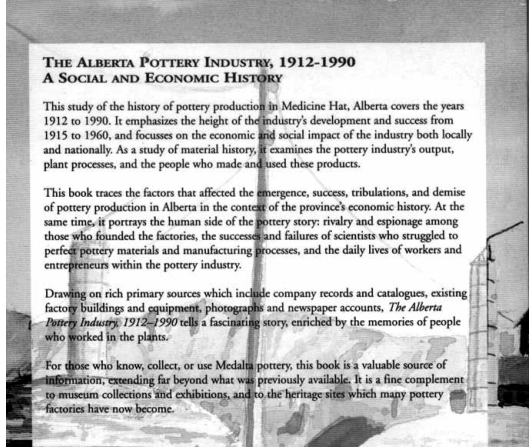 THE ALBERTA POTTERY INDUSTRY, 1912-1990
A SOCIAL AND ECONOMIC HISTORY
This study of the history of pottery production in Medicine Hat, Alberta covers the years
1912 to 1990. It emphasizes the height of the industry's development and success from
1915 to 1960, and focusses on the economic and social impact of the industry both locally
and nationally. As a study of material history, it examines the pottery industry's output,
plant processes, and the people who made and used these products.
This book traces the factors that affected the emergence, success, tribulations, and demise
of pottery production in Alberta in the context of the province's economic history. At the
same time, it portrays the human side of the pottery story: rivalry and espionage among
those who founded the factories, the successes and failures of scientists who struggled to
perfect pottery materials and manufacturing processes, and the daily lives of workers and
entrepreneurs within the pottery industry.
Drawing on rich primary sources which include company records and catalogues, existing
factory buildings and equipment, photographs and newspaper accounts, The Alberta
Pottery Industry, 1912–1990 tells a fascinating story, enriched by the memories of people
who worked in the plants.
For those who know, collect, or use Medalta pottery, this book is a valuable source of
information, extending far beyond what was previously available. It is a fine complement
to museum collections and exhibitions, and to the heritage sites which many pottery
factories have now become.